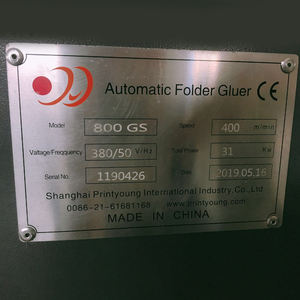 Automatic Folder Gluer CE
Model 800 GS Speed 400 m/min
Voltage/Freqquency 380/50 V/Hz Total Power 31 Kw
Serial No. 1190426 Date 2019.05.16
Shanghai Printyoung International Industry,Co.,Ltd
0086-21-61681168 www.printyoung.com
MADE IN CHINA